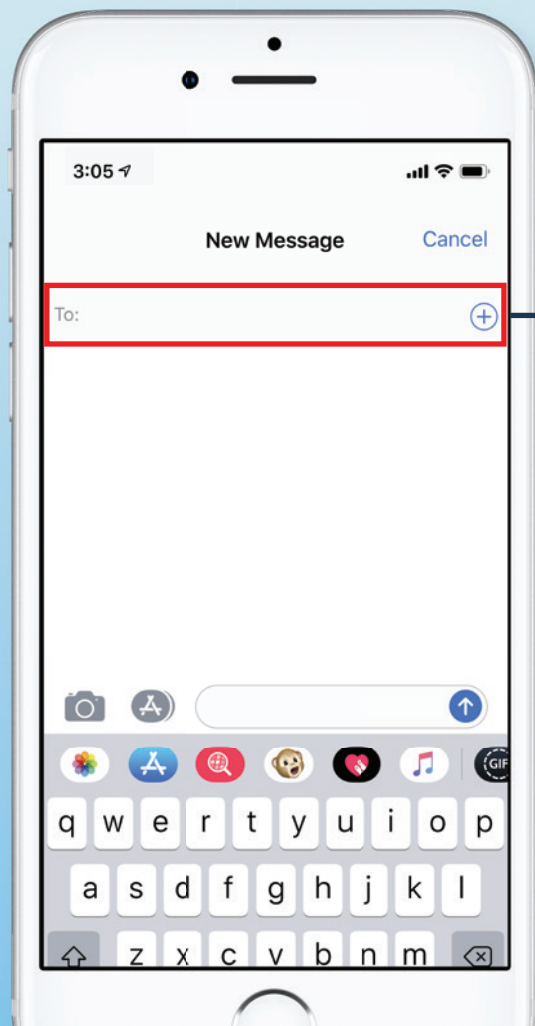 3:05
New Message Cancel
To:
GIF
q w e r t y u i o p
a s d f g h j k l
z x c v b n m